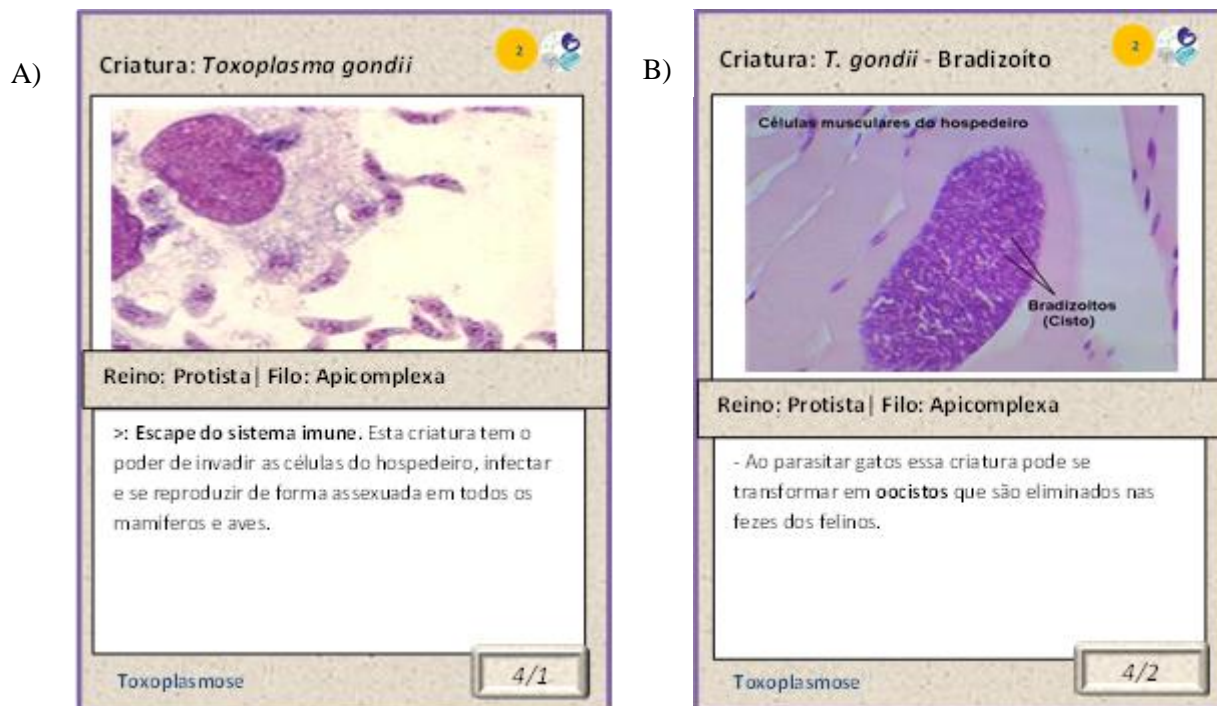 A)
Criatura: Toxoplasma gondii
2
Reino: Protista| Filo: Apicomplexa
>: Escape do sistema imune. Esta criatura tem o
poder de invadir as células do hospedeiro, infectar
e se reproduzir de forma assexuada em todos os
mamíferos e aves.
Toxoplasmose
4/1
B)
Criatura: T. gondii - Bradizoíto
2
Células musculares do hospedeiro
Bradizoitos
(Cisto)
Reino: Protista| Filo: Apicomplexa
- Ao parasitar gatos essa criatura pode se
transformar em oocistos que são eliminados nas
fezes dos felinos.
Toxoplasmose
4/2